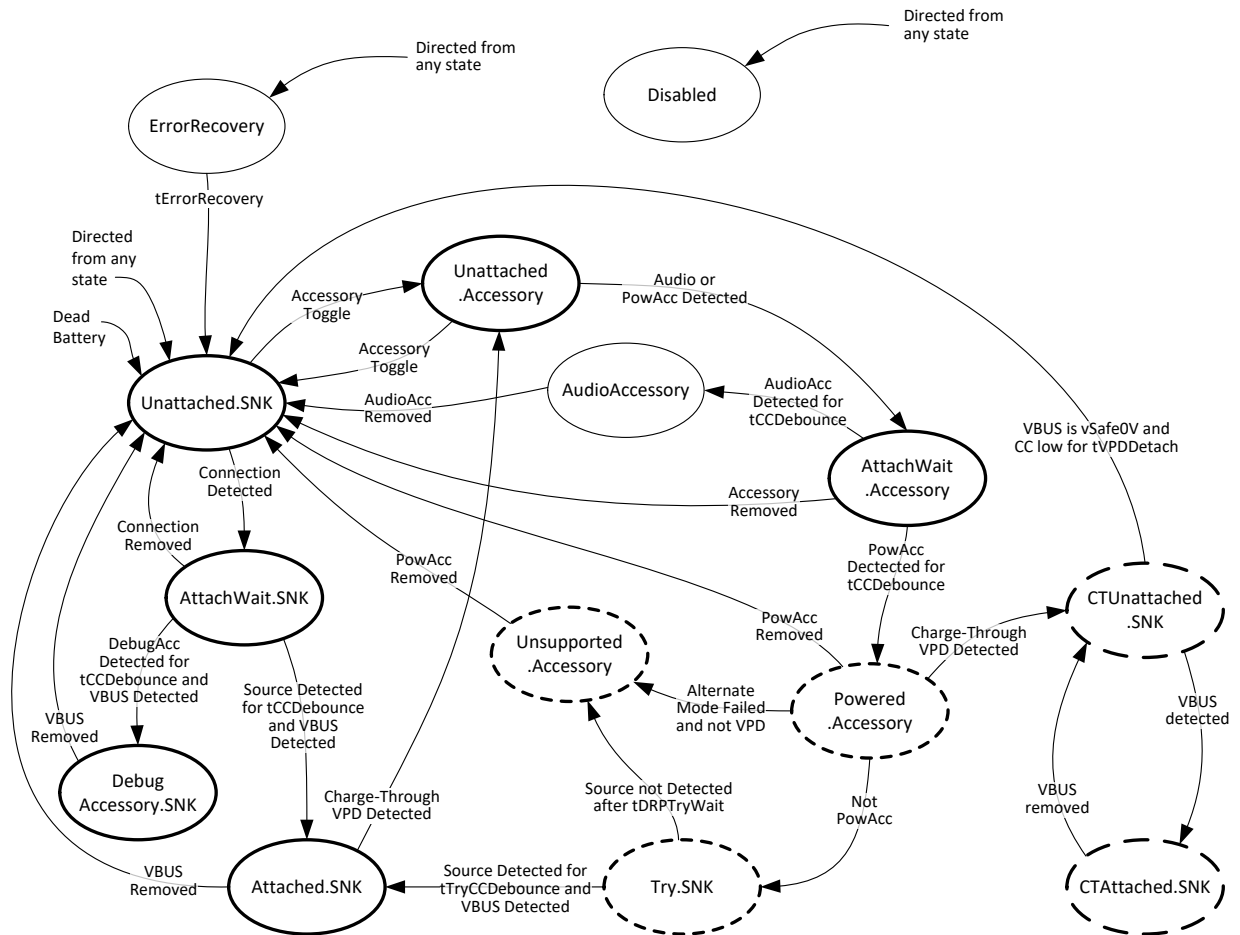 Directed from
any state
Directed from
any state
ErrorRecovery
Disabled
tErrorRecovery
Directed
from any
state
Dead
Battery
Unattached
.Accessory
Audio or
PowAcc Detected
Accessory
Toggle
Accessory
Toggle
Unattached.SNK
AudioAcc
Removed
AudioAccessory
AudioAcc
Detected for
tCCDebounce
VBUS is vSafe0V and
CC low for tVPDDetach
AttachWait
.Accessory
Connection
Detected
Accessory
Removed
Connection
Removed
PowAcc
Removed
PowAcc
Dectected for
tCCDebounce
AttachWait.SNK
CTUnattached
.SNK
PowAcc
Removed
Charge-Through
VPD Detected
Unsupported
.Accessory
DebugAcc
Detected for
tCCDebounce and
VBUS Detected
Source Detected
for tCCDebounce
and VBUS
Detected
Alternate
Mode Failed
and not VPD
Powered
.Accessory
VBUS
detected
VBUS
Removed
Debug
Accessory.SNK
Charge-Through
VPD Detected
Source not Detected
after tDRPTryWait
Not
PowAcc
VBUS
removed
VBUS
Removed
Attached.SNK
Source Detected for
tTryCCDebounce and
VBUS Detected
Try.SNK
CTAttached.SNK